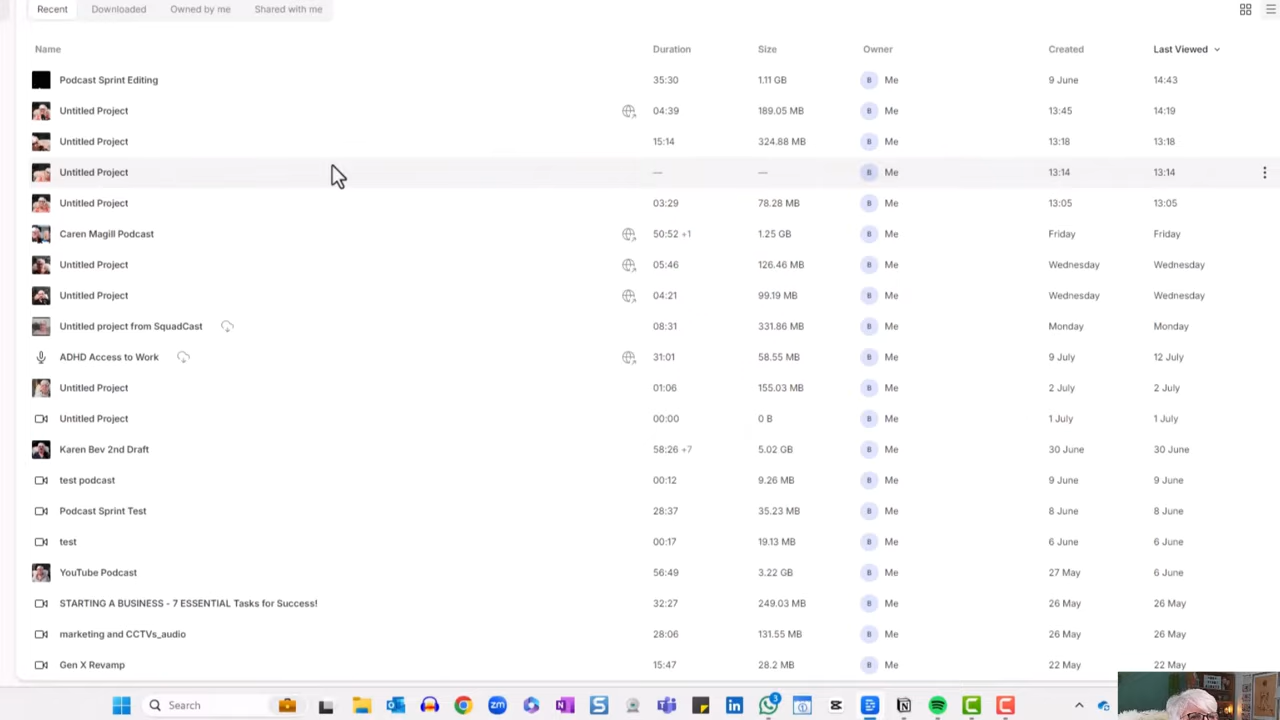 Recent Downloaded Owned by me Shared with me
Name Duration Size Owner Created Last Viewed
Podcast Sprint Editing 35:30 1.11 GB B Me 9 June 14:43
Untitled Project 04:39 189.05 MB B Me 13:45 14:19
Untitled Project 15:14 324.88 MB B Me 13:18 13:18
Untitled Project — — B Me 13:14 13:14
Untitled Project 03:29 78.28 MB B Me 13:05 13:05
Caren Magill Podcast 50:52 +1 1.25 GB B Me Friday Friday
Untitled Project 05:46 126.46 MB B Me Wednesday Wednesday
Untitled Project 04:21 99.19 MB B Me Wednesday Wednesday
Untitled project from SquadCast 08:31 331.86 MB B Me Monday Monday
ADHD Access to Work 31:01 58.55 MB B Me 9 July 12 July
Untitled Project 01:06 155.03 MB B Me 2 July 2 July
Untitled Project 00:00 0 B B Me 1 July 1 July
Karen Bev 2nd Draft 58:26 +7 5.02 GB B Me 30 June 30 June
test podcast 00:12 9.26 MB B Me 9 June 9 June
Podcast Sprint Test 28:37 35.23 MB B Me 8 June 8 June
test 00:17 19.13 MB B Me 6 June 6 June
YouTube Podcast 56:49 3.22 GB B Me 27 May 6 June
STARTING A BUSINESS - 7 ESSENTIAL Tasks for Success! 32:27 249.03 MB B Me 26 May 26 May
marketing and CCTVs_audio 28:06 131.55 MB B Me 26 May 26 May
Gen X Revamp 15:47 28.2 MB B Me 22 May 22 May
Search zm N S in 3 N C C